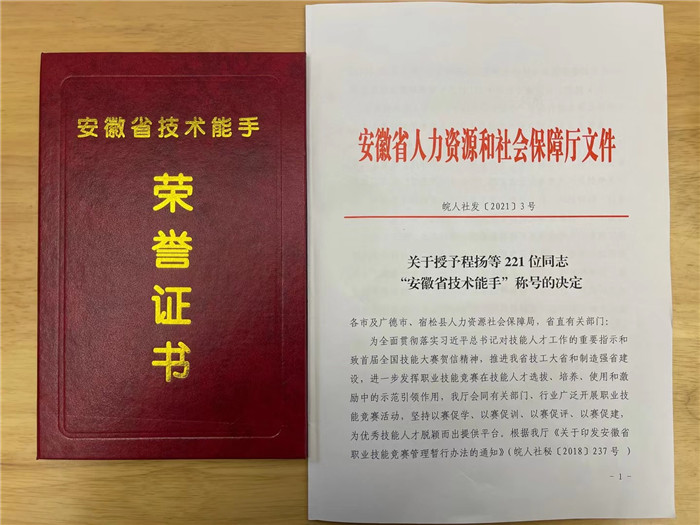 安徽省技术能手
荣誉证书
安徽省人力资源和社会保障厅文件
皖人社发〔2021〕3号
关于授予程扬等221位同志
“安徽省技术能手”称号的决定
各市及广德市、宿松县人力资源社会保障局，省直有关部门：
为全面贯彻落实习近平总书记对技能人才工作的重要指示和
致首届全国技能大赛贺信精神，推进我省技工大省和制造强省建
设，进一步发挥职业技能竞赛在技能人才选拔、培养、使用和激
励中的示范引领作用，我厅会同有关部门、行业广泛开展职业技
能竞赛活动，坚持以赛促学、以赛促训、以赛促评、以赛促建，
为优秀技能人才脱颖而出提供平台。根据我厅《关于印发安徽省
职业技能竞赛管理暂行办法的通知》(皖人社秘〔2018〕237号）
-1-